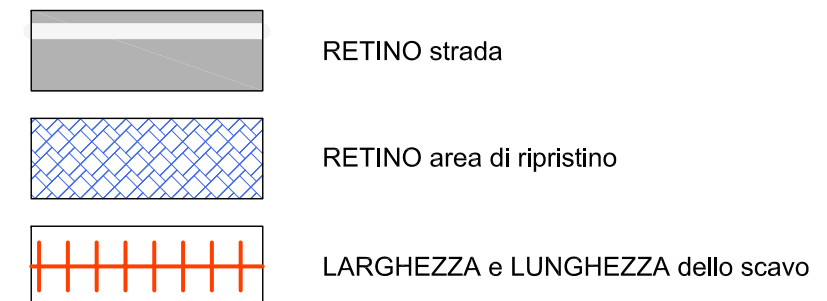 RETINO strada
RETINO area di ripristino
LARGHEZZA e LUNGHEZZA dello scavo